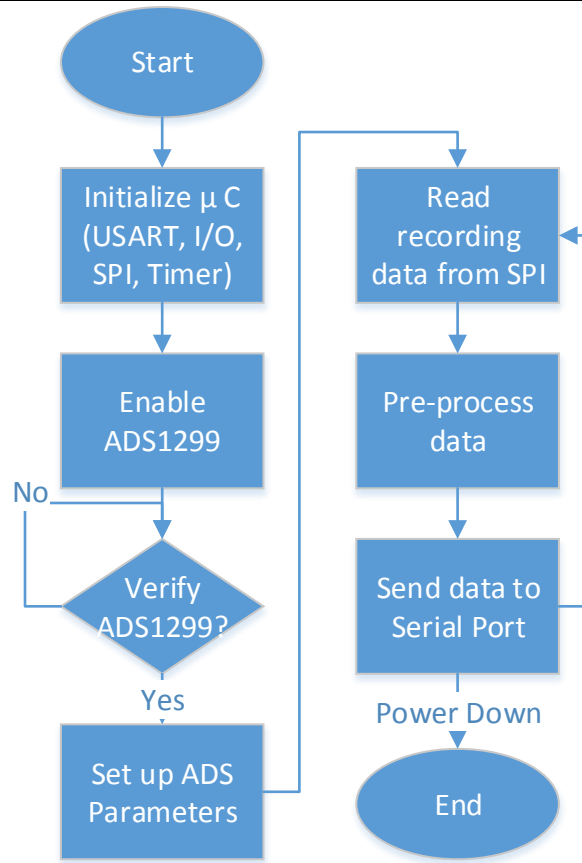 Start
Initialize μ C
(USART, I/O,
SPI, Timer)
Enable
ADS1299
No
Verify
ADS1299?
Yes
Set up ADS
Parameters
Read
recording
data from SPI
Pre-process
data
Send data to
Serial Port
Power Down
End